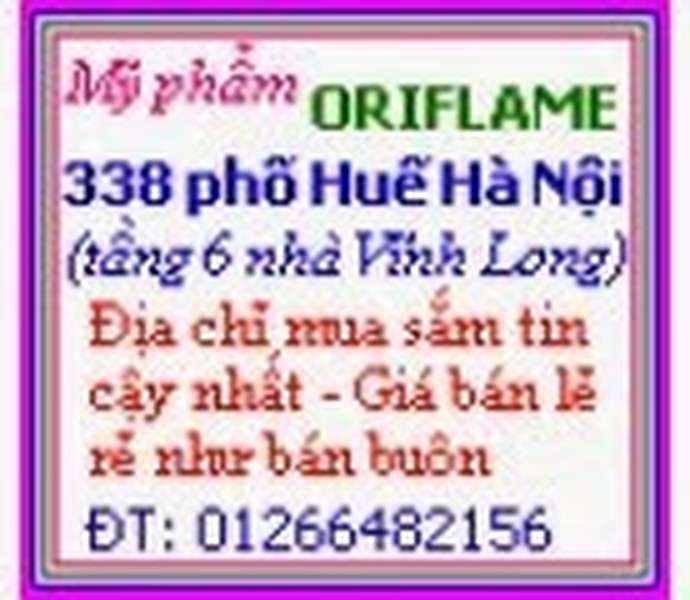 Mỹ phẩm ORIFLAME
338 phố Huế Hà Nội
(tầng 6 nhà Vĩnh Long)
Địa chỉ mua sắm tin
cậy nhất - Giá bán lẻ
rẻ như bán buôn
ĐT: 01266482156